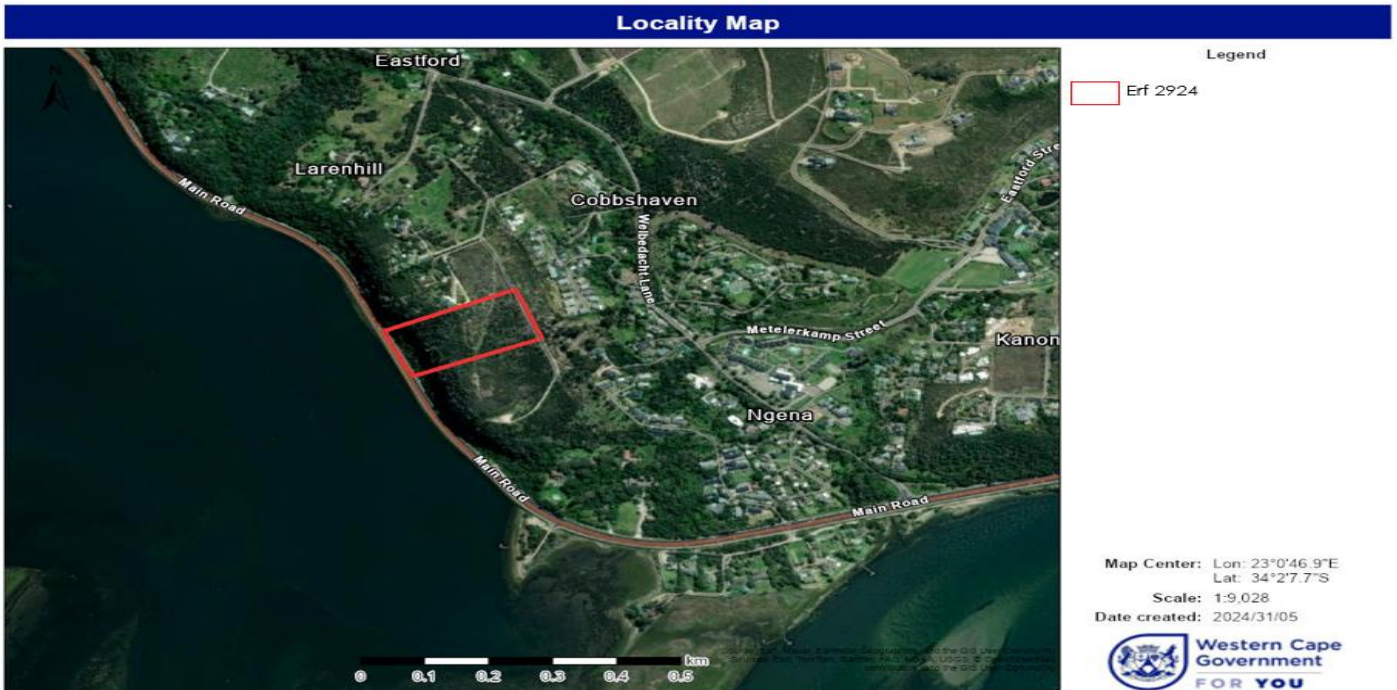 Locality Map
Eastford
Larenhill
Main Road
Cobbshaven
Welbedacht Lane
Eastford Stre
Metelerkamp Street
Kanon
Ngena
Main Road
Main Road
km
0 0.1 0.2 0.3 0.4 0.5
N
Legend
Erf 2924
Map Center: Lon: 23°0'46.9"E
Lat: 34°2'7.7"S
Scale: 1:9,028
Date created: 2024/31/05
Western Cape
Government
FOR YOU